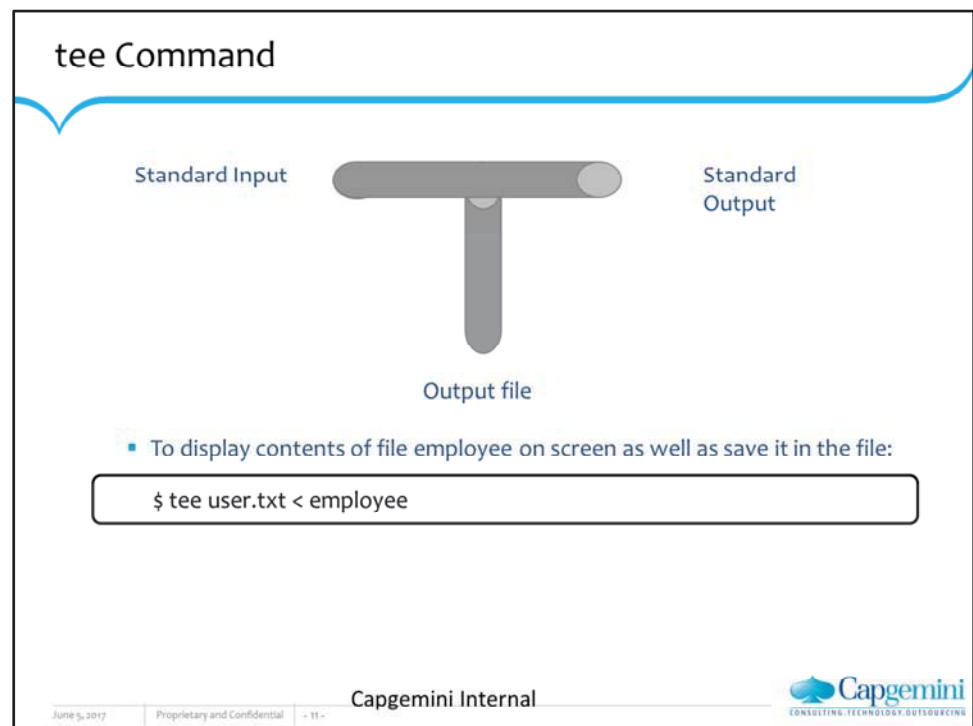 tee Command
Standard Input
Standard
Output
Output file
▪ To display contents of file employee on screen as well as save it in the file:
$ tee user.txt < employee
June 5, 2017
Proprietary and Confidential
- 11 -
Capgemini Internal
Capgemini
CONSULTING.TECHNOLOGY.OUTSOURCING